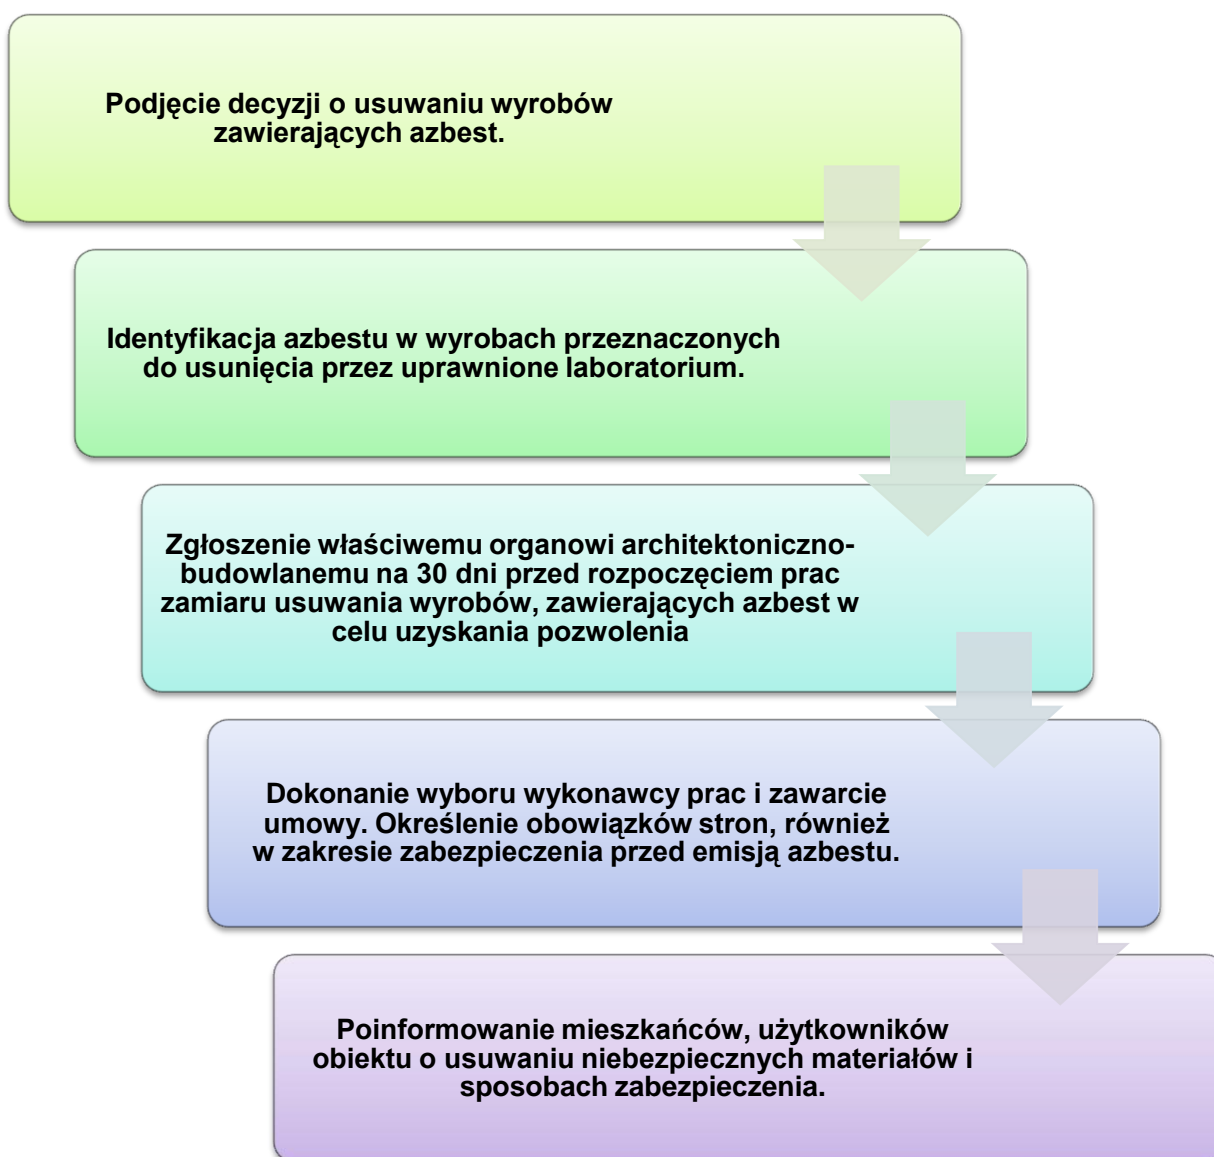 Podjęcie decyzji o usuwaniu wyrobów
zawierających azbest.
Identyfikacja azbestu w wyrobach przeznaczonych
do usunięcia przez uprawnione laboratorium.
Zgłoszenie właściwemu organowi architektoniczno-
budowlanemu na 30 dni przed rozpoczęciem prac
zamiaru usuwania wyrobów, zawierających azbest w
celu uzyskania pozwolenia
Dokonanie wyboru wykonawcy prac i zawarcie
umowy. Określenie obowiązków stron, również
w zakresie zabezpieczenia przed emisją azbestu.
Poinformowanie mieszkańców, użytkowników
obiektu o usuwaniu niebezpiecznych materiałów i
sposobach zabezpieczenia.